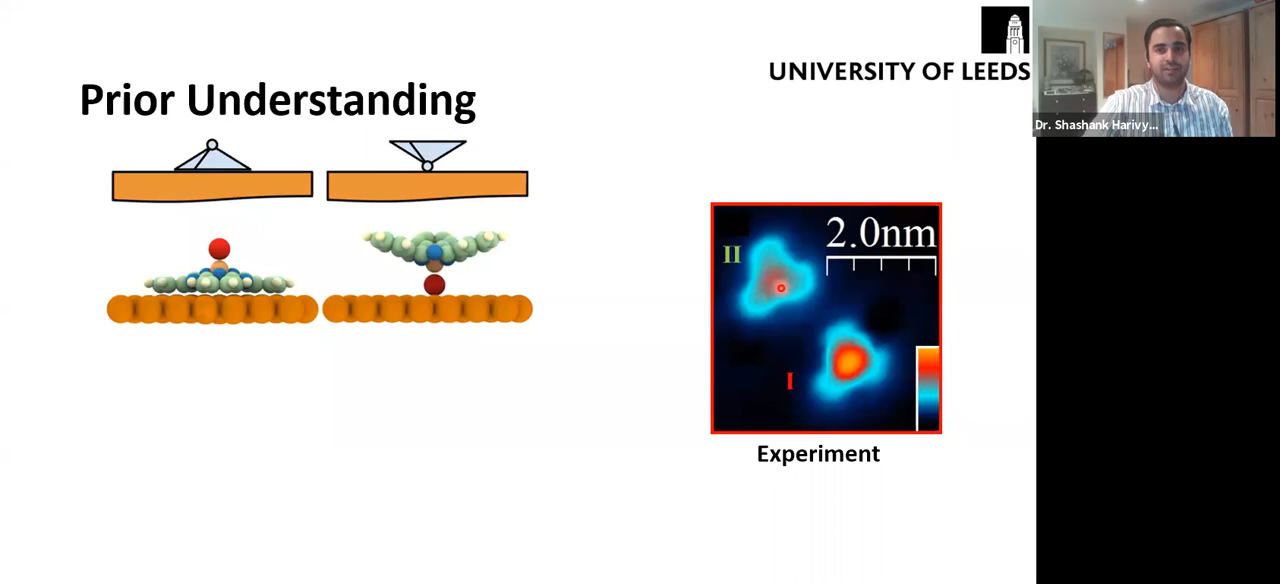 UNIVERSITY OF LEEDS
Dr. Shashank Harivy...
Prior Understanding
2.0nm
II
I
Experiment